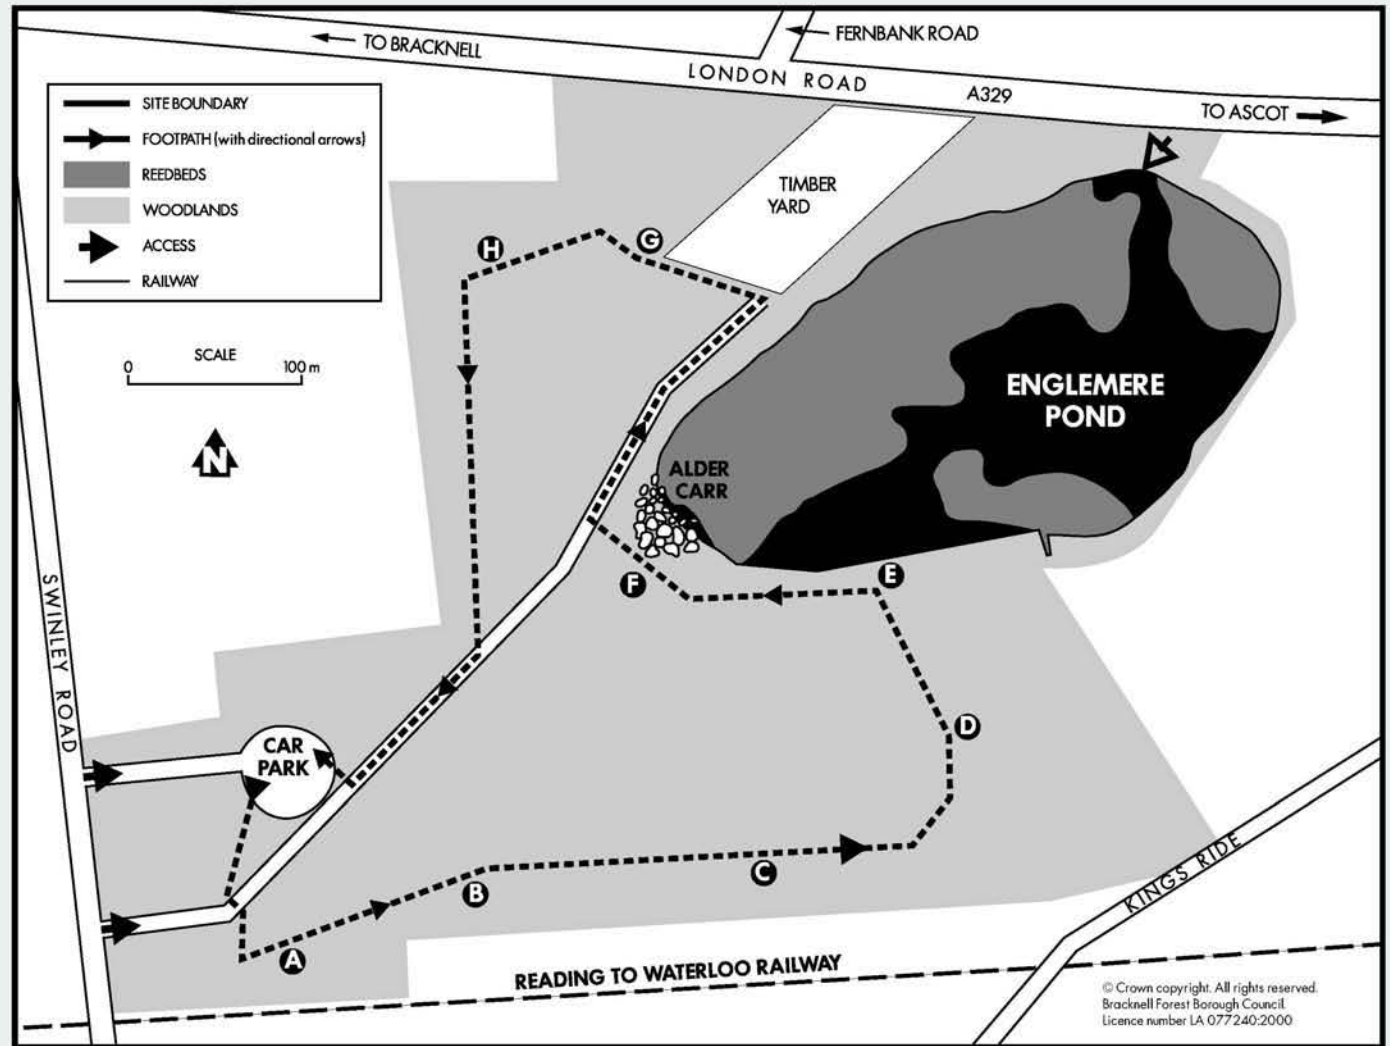 FERNBANK ROAD
TO BRACKNELL
LONDON ROAD
A329
TO ASCOT
SITE BOUNDARY
FOOTPATH (with directional arrows)
REEDBEDS
WOODLANDS
ACCESS
RAILWAY
SCALE
0 100 m
N
TIMBER
YARD
G
H
ENGLEMERE
POND
ALDER
CARR
E
F
SWINLEY ROAD
D
CAR
PARK
C
B
A
KINGS RIDE
READING TO WATERLOO RAILWAY
© Crown copyright. All rights reserved.
Bracknell Forest Borough Council.
Licence number LA 077240:2000